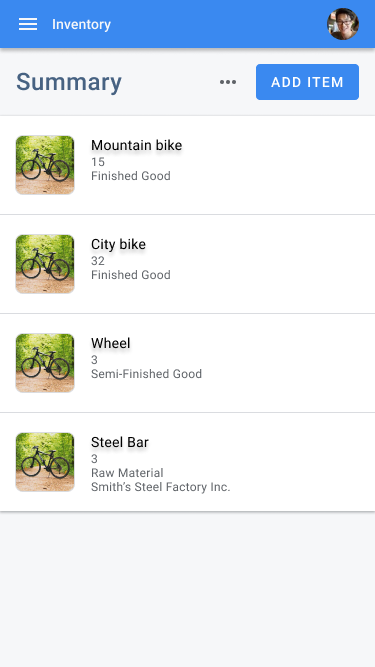 Inventory
Summary
ADD ITEM
Mountain bike
15
Finished Good
City bike
32
Finished Good
Wheel
3
Semi-Finished Good
Steel Bar
3
Raw Material
Smith's Steel Factory Inc.